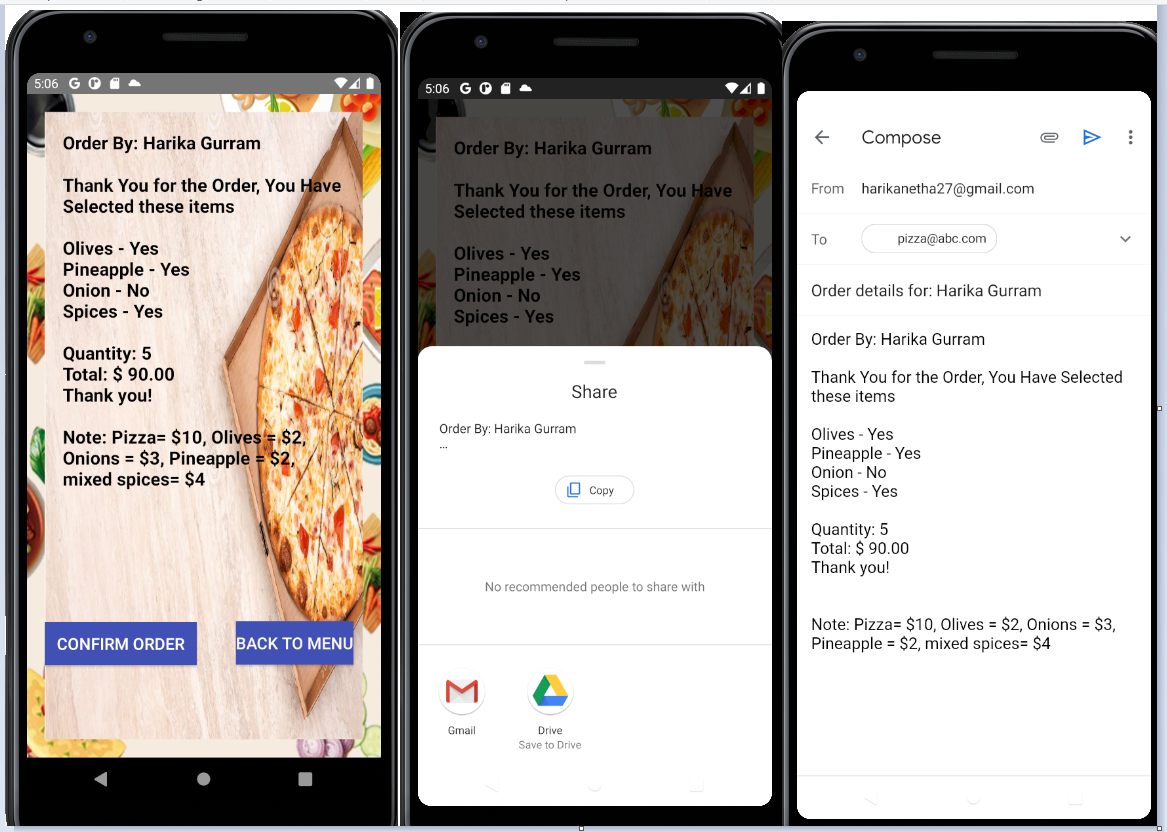 5:06
Order By: Harika Gurram
Thank You for the Order, You Have
Selected these items
Olives - Yes
Pineapple - Yes
Onion - No
Spices - Yes
Quantity: 5
Total: $ 90.00
Thank you!
Note: Pizza= $10, Olives = $2,
Onions = $3, Pineapple = $2,
mixed spices= $4
CONFIRM ORDER
BACK TO MENU
5:06
Order By: Harika Gurram
Thank You for the Order, You Have
Selected these items
Olives - Yes
Pineapple - Yes
Onion - No
Spices - Yes
Share
Order By: Harika Gurram
...
Copy
No recommended people to share with
Gmail
Drive
Save to Drive
Compose
From harikanetha27@gmail.com
To pizza@abc.com
Order details for: Harika Gurram
Order By: Harika Gurram
Thank You for the Order, You Have Selected
these items
Olives - Yes
Pineapple - Yes
Onion - No
Spices - Yes
Quantity: 5
Total: $ 90.00
Thank you!
Note: Pizza= $10, Olives = $2, Onions = $3,
Pineapple = $2, mixed spices= $4